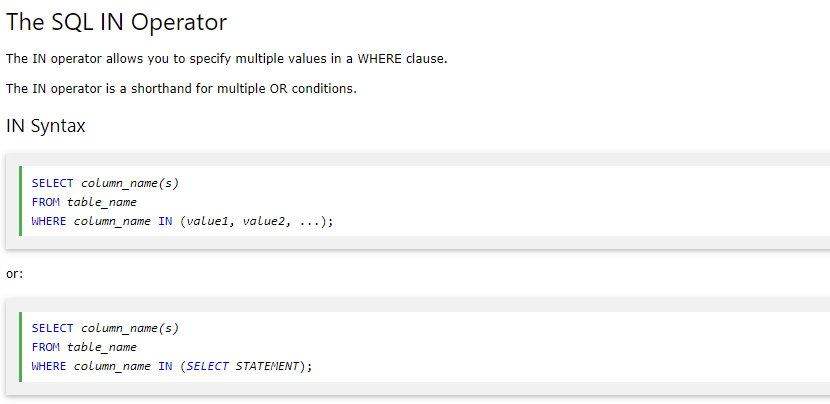 The SQL IN Operator
The IN operator allows you to specify multiple values in a WHERE clause.
The IN operator is a shorthand for multiple OR conditions.
IN Syntax
SELECT column_name(s)
FROM table_name
WHERE column_name IN (value1, value2, ...);
or:
SELECT column_name(s)
FROM table_name
WHERE column_name IN (SELECT STATEMENT);